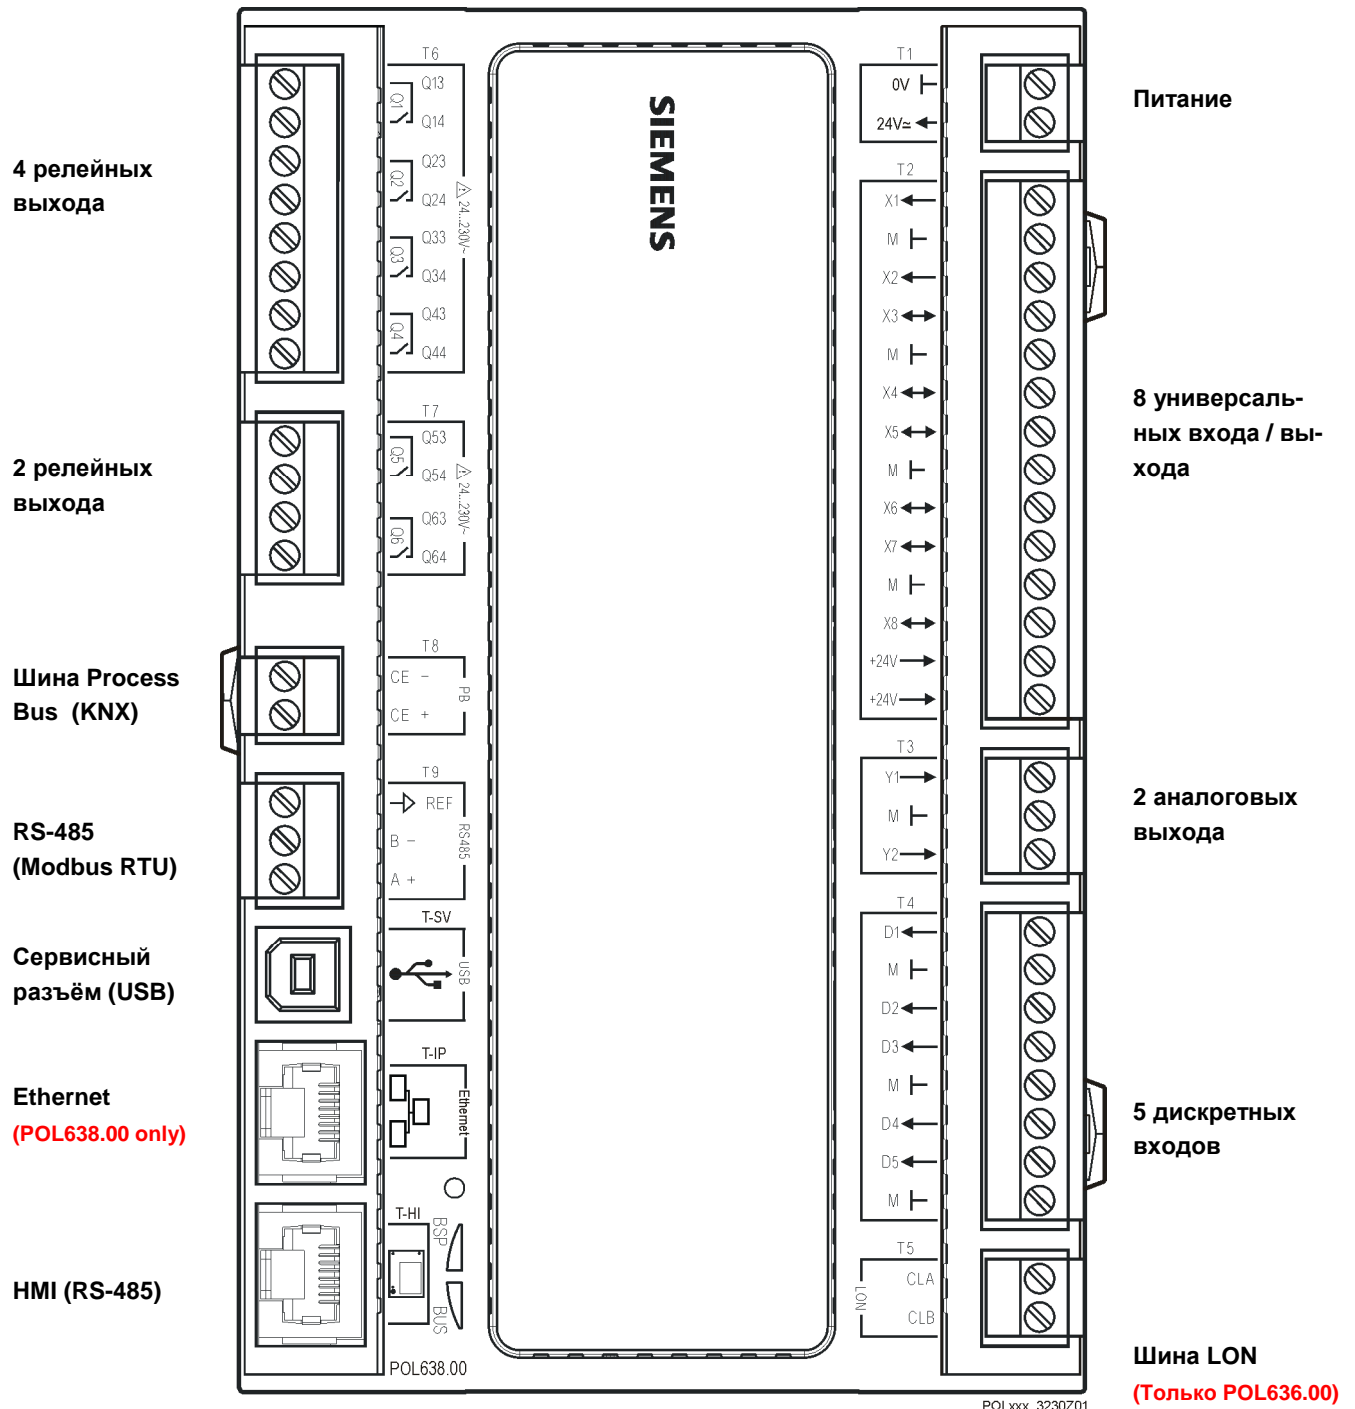 4 релейных
выхода
2 релейных
выхода
Шина Process
Bus (KNX)
RS-485
(Modbus RTU)
Сервисный
разъём (USB)
Ethernet
(POL638.00 only)
HMI (RS-485)
T6
Q13
Q1
Q14
Q23
Q2
Q24
24...230V~
Q33
Q3
Q34
Q43
Q4
Q44
T7
Q53
Q5
Q54
24...230V~
Q63
Q6
Q64
T8
CE -
CE +
PB
T9
REF
B -
A +
RS485
T-SV
USB
T-IP
Ethernet
T-HI
BSP
BUS
POL638.00
SIEMENS
T1
0V
24V≃
T2
X1
M
X2
X3
M
X4
X5
M
X6
X7
M
X8
+24V
+24V
T3
Y1
M
Y2
T4
D1
M
D2
D3
M
D4
D5
M
T5
CLA
CLB
LON
Питание
8 универсаль-
ных входа / вы-
хода
2 аналоговых
выхода
5 дискретных
входов
Шина LON
(Только POL636.00)
POLxxx_3230Z01